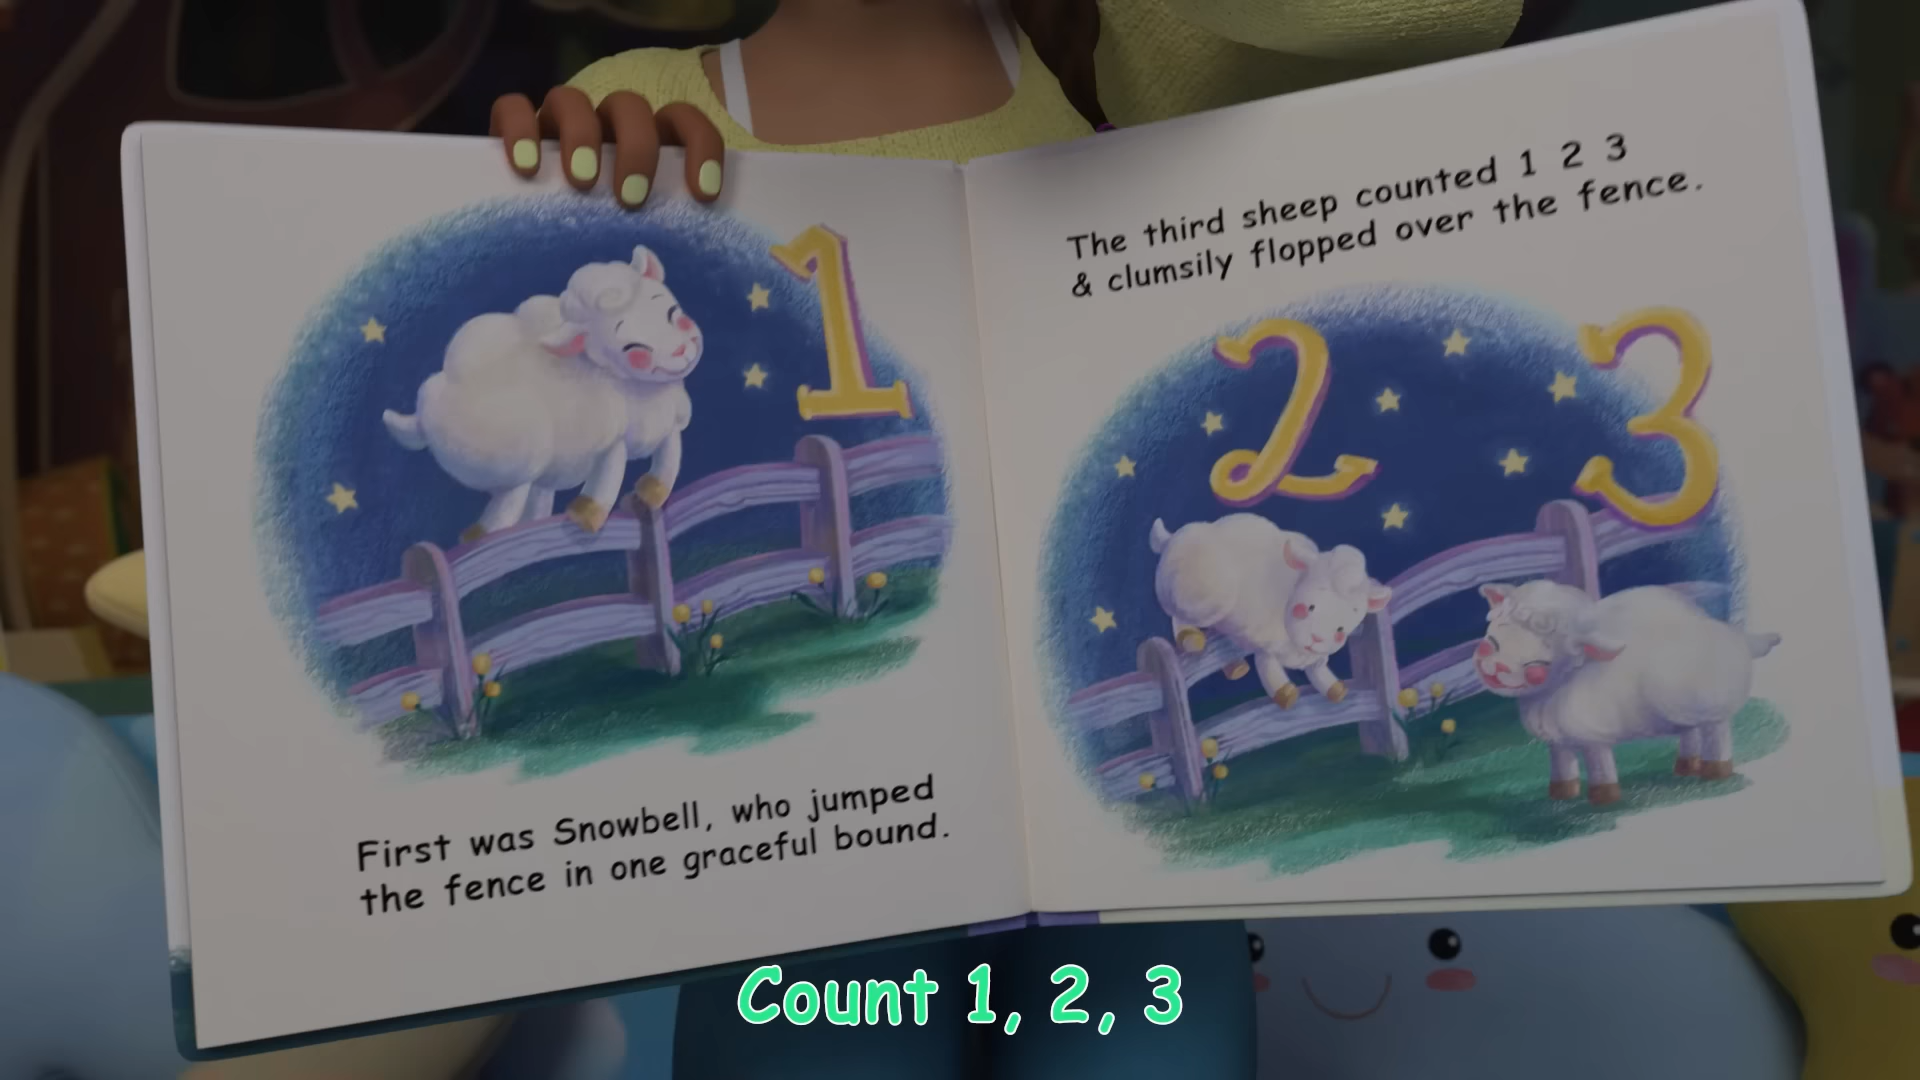 1
First was Snowbell, who jumped
the fence in one graceful bound.
The third sheep counted 1 2 3
& clumsily flopped over the fence.
2 3
Count 1, 2, 3